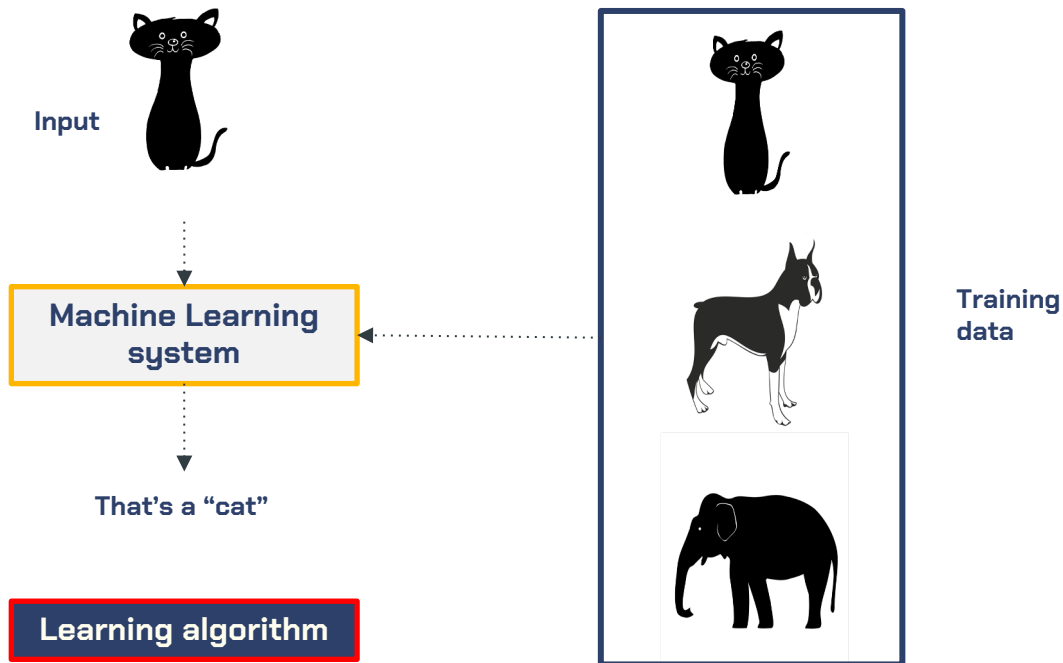 Input
Machine Learning
system
Training
data
That's a “cat”
Learning algorithm